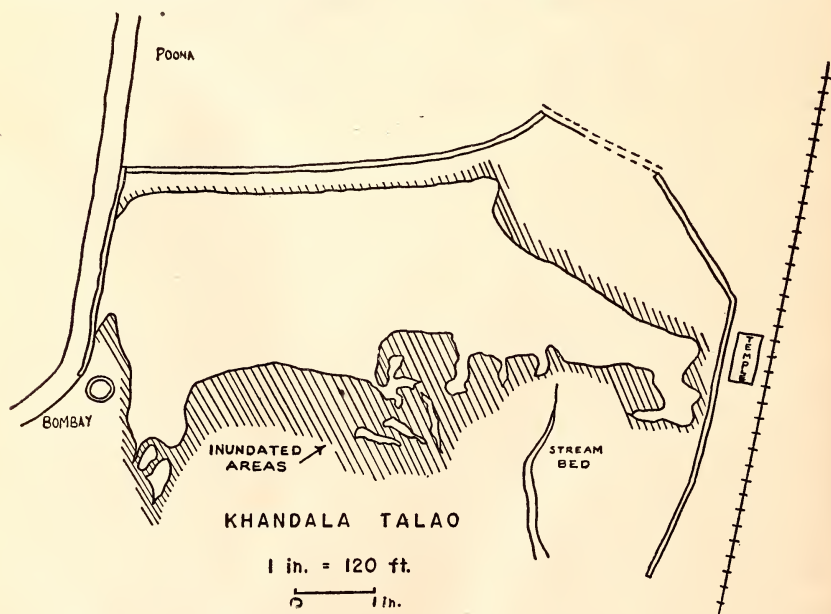 POONA
TEMPLE
BOMBAY
INUNDATED
AREAS
STREAM
BED
KHANDALA TALAO
1 in. = 120 ft.
0 1 in.